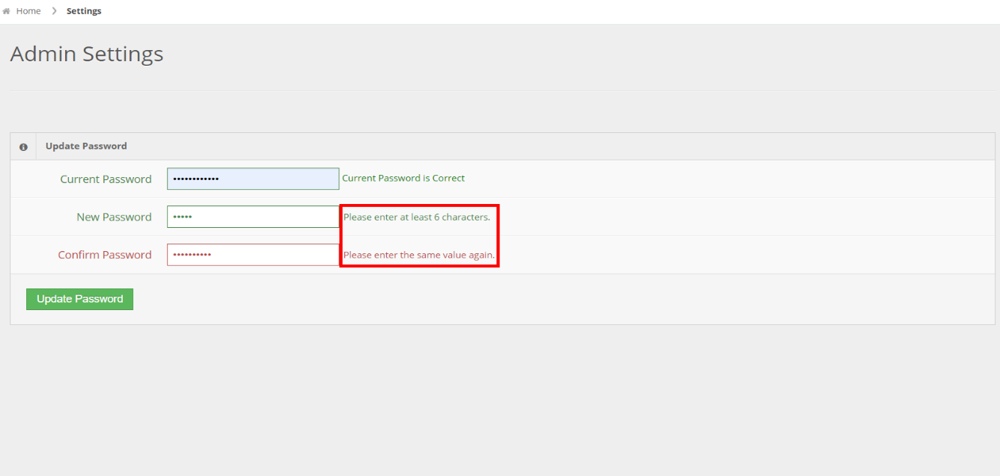 Home > Settings
Admin Settings
Update Password
Current Password •••••••••••• Current Password is Correct
New Password ••••• Please enter at least 6 characters.
Confirm Password •••••••••• Please enter the same value again.
Update Password